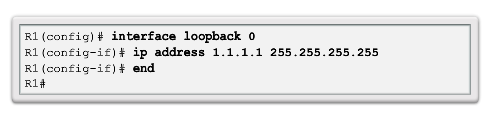 R1(config)# interface loopback 0
R1(config-if)# ip address 1.1.1.1 255.255.255.255
R1(config-if)# end
R1#